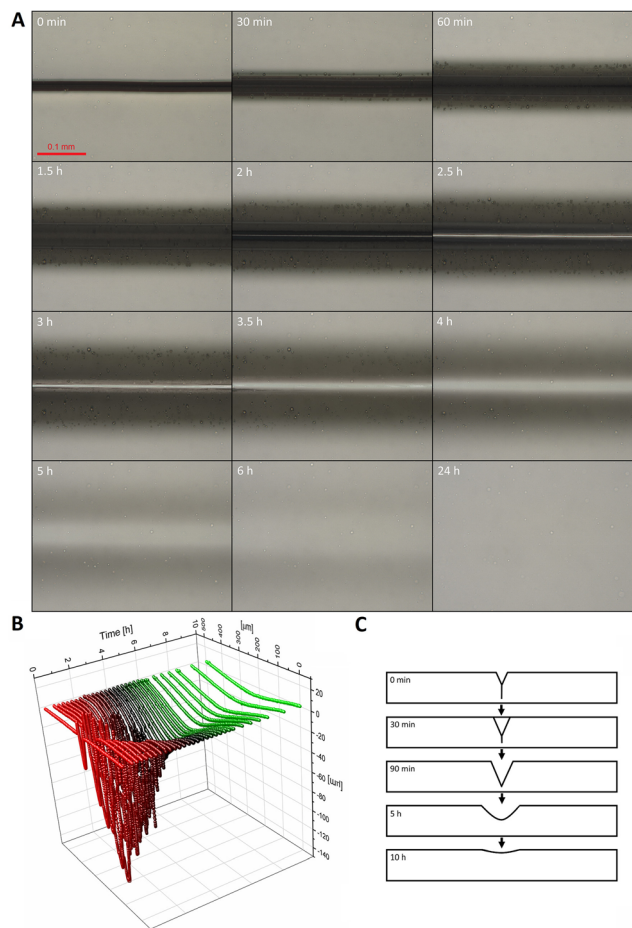 A
0 min
30 min
60 min
0.1 mm
1.5 h
2 h
2.5 h
3 h
3.5 h
4 h
5 h
6 h
24 h
B
Time [h]
0
2
4
6
8
10
[µm]
500
400
300
200
100
0
20
0
-20
-40
-60
-80
-100
-120
-140
[µm]
C
0 min
30 min
90 min
5 h
10 h